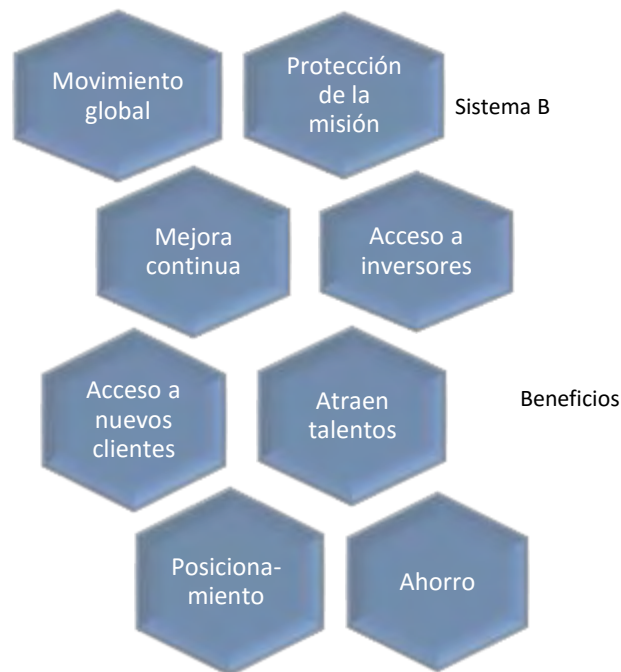 Movimiento
global
Protección
de la
misión
Sistema B
Mejora
continua
Acceso a
inversores
Acceso a
nuevos
clientes
Atraen
talentos
Beneficios
Posiciona-
miento
Ahorro